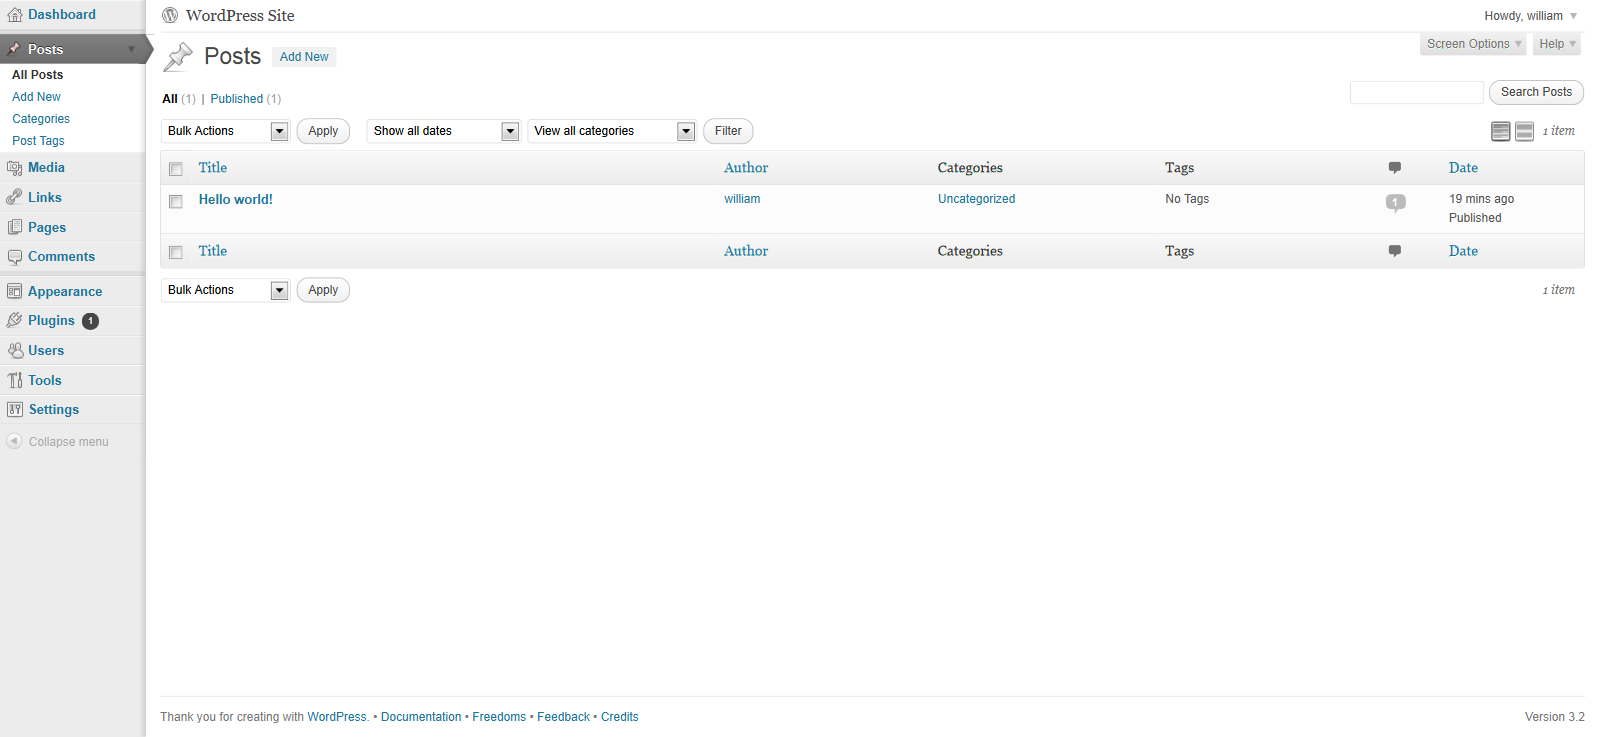 Dashboard
WordPress Site
Howdy, william
Posts
Posts
Add New
Screen Options
Help
All Posts
Add New
Categories
Post Tags
All (1) | Published (1)
Search Posts
Bulk Actions
Apply
Show all dates
View all categories
Filter
1 item
Title Author Categories Tags Date
Hello world! william Uncategorized No Tags 1 19 mins ago
Published
Title Author Categories Tags Date
Bulk Actions
Apply
1 item
Media
Links
Pages
Comments
Appearance
Plugins 1
Users
Tools
Settings
Collapse menu
Thank you for creating with WordPress. • Documentation • Freedoms • Feedback • Credits
Version 3.2